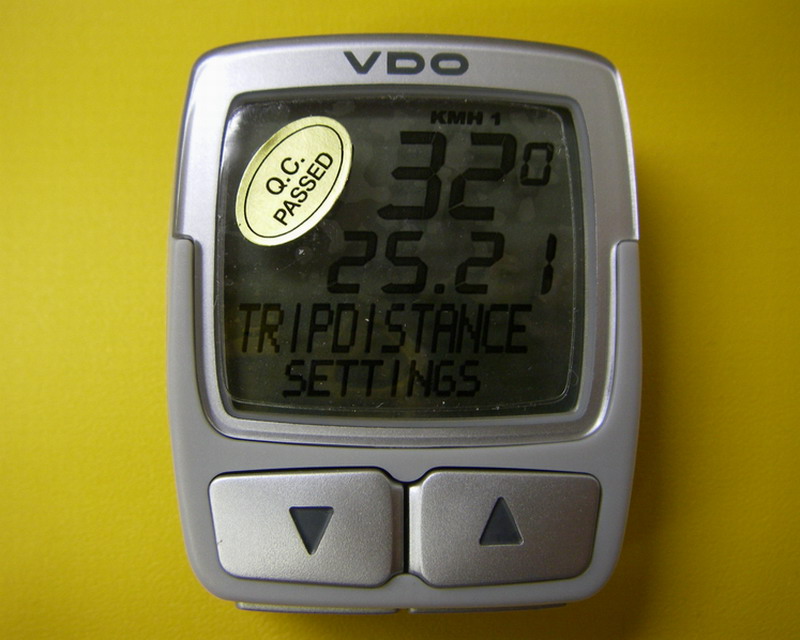 VDO
KMH 1
Q.C.
PASSED
32 0
25.21
TRIPDISTANCE
SETTINGS